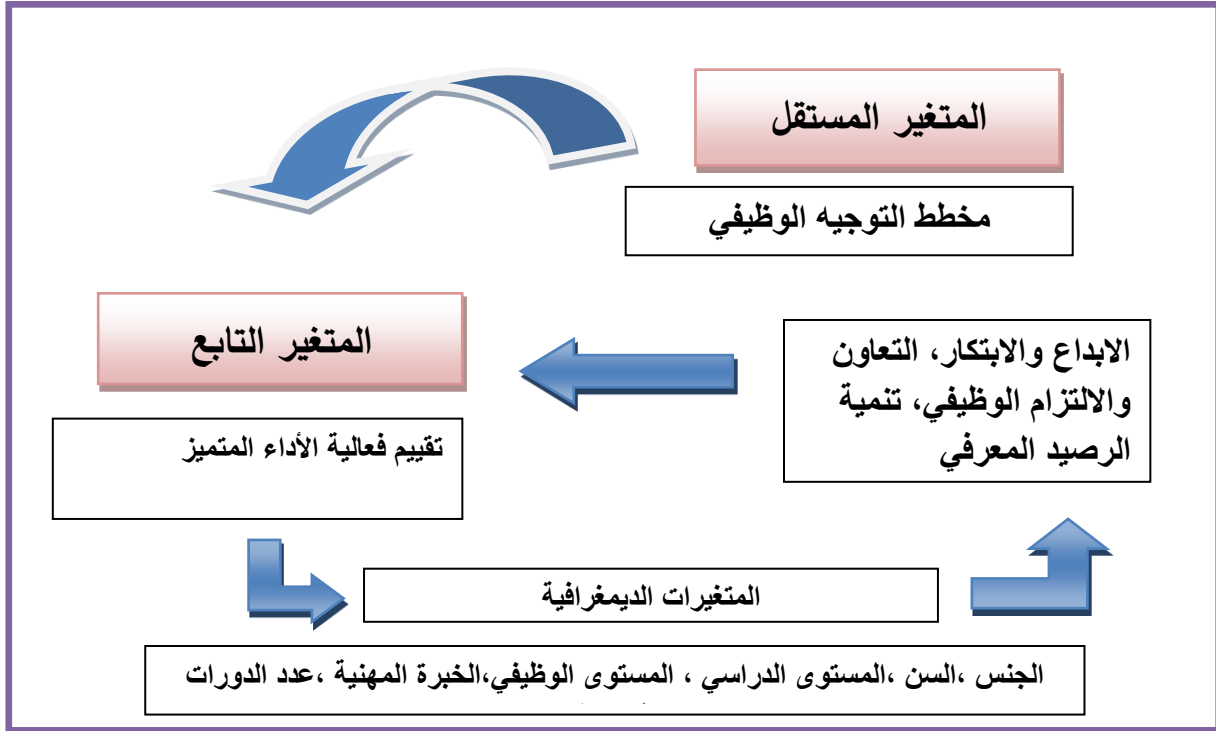 المتغير المستقل
مخطط التوجيه الوظيفي
المتغير التابع
تقييم فعالية الأداء المتميز
الابداع والابتكار، التعاون
والالتزام الوظيفي، تنمية
الرصيد المعرفي
المتغيرات الديمغرافية
الجنس ،السن ،المستوى الدراسي ، المستوى الوظيفي،الخبرة المهنية ،عدد الدورات